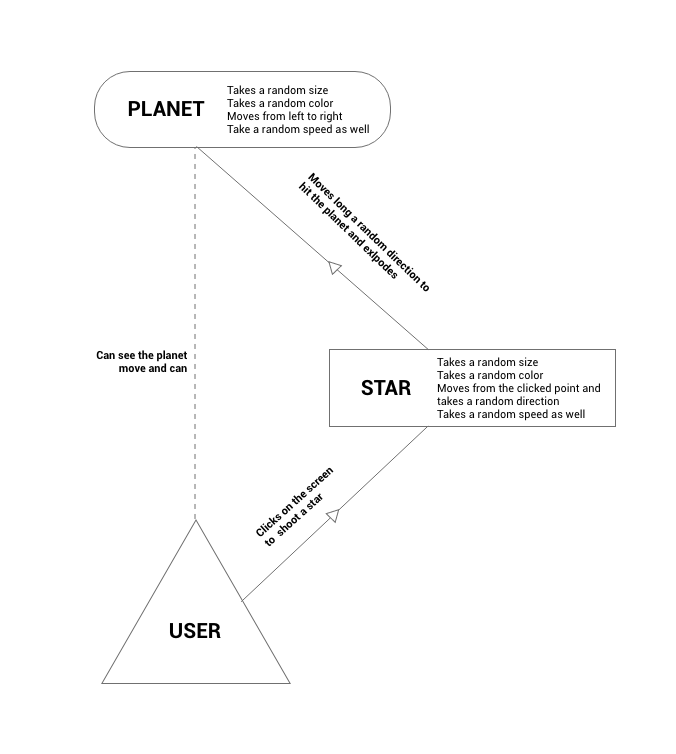 PLANET
Takes a random size
Takes a random color
Moves from left to right
Take a random speed as well
Moves long a random direction to
hit the planet and exlpodes
Can see the planet
move and can
STAR
Takes a random size
Takes a random color
Moves from the clicked point and
takes a random direction
Takes a random speed as well
Clicks on the screen
to shoot a star
USER